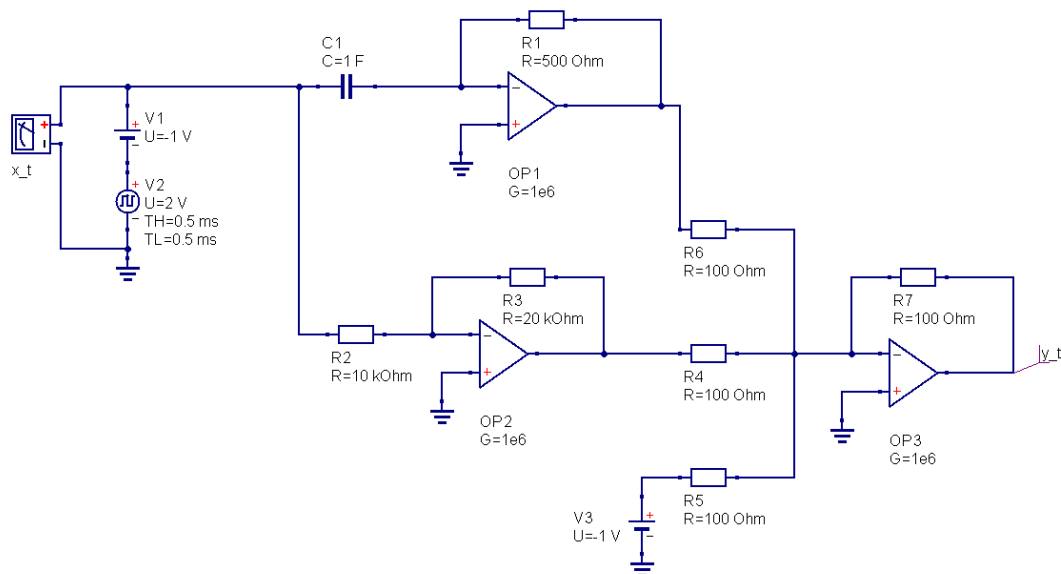 C1
C=1 F
R1
R=500 Ohm
+
-
x_t
+
V1
U=-1 V
-
+
V2
U=2 V
TH=0.5 ms
TL=0.5 ms
-
-
+
OP1
G=1e6
R6
R=100 Ohm
R3
R=20 kOhm
R2
R=10 kOhm
-
+
OP2
G=1e6
R4
R=100 Ohm
R7
R=100 Ohm
-
+
OP3
G=1e6
y_t
R5
R=100 Ohm
+
V3
U=-1 V
-